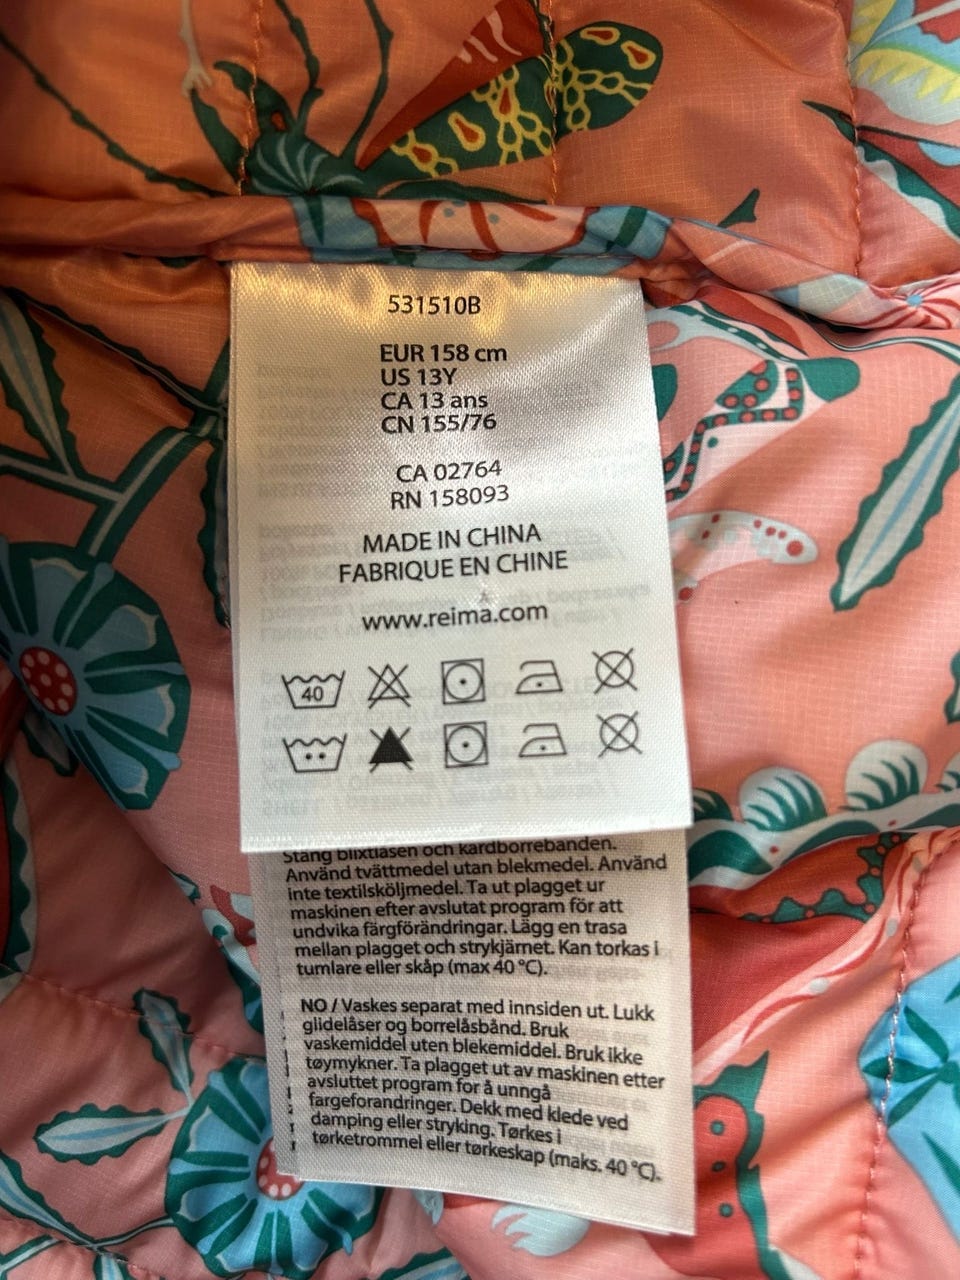 531510B
EUR 158 cm
US 13Y
CA 13 ans
CN 155/76
CA 02764
RN 158093
MADE IN CHINA
FABRIQUE EN CHINE
www.reima.com
40
Stäng blixtlåsen och kardborrebanden.
Använd tvättmedel utan blekmedel. Använd
inte textilsköljmedel. Ta ut plagget ur
maskinen efter avslutat program för att
undvika färgförändringar. Lägg en trasa
mellan plagget och strykjärnet. Kan torkas i
tumlare eller skåp (max 40 °C).
NO / Vaskes separat med innsiden ut. Lukk
glidelåser og borrelåsbånd. Bruk
vaskemiddel uten blekemiddel. Bruk ikke
tøymykner. Ta plagget ut av maskinen etter
avsluttet program for å unngå
fargeforandringer. Dekk med klede ved
damping eller stryking. Tørkes i
tørketrommel eller tørkeskap (maks. 40 °C).